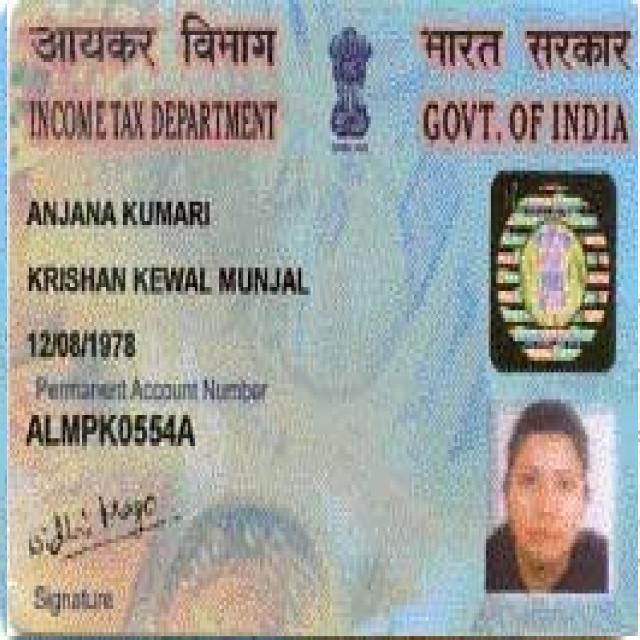 आयकर विभाग भारत सरकार
INCOME TAX DEPARTMENT GOVT. OF INDIA
ANJANA KUMARI
KRISHAN KEWAL MUNJAL
12/08/1978
Permanent Account Number
ALMPK0554A
Signature